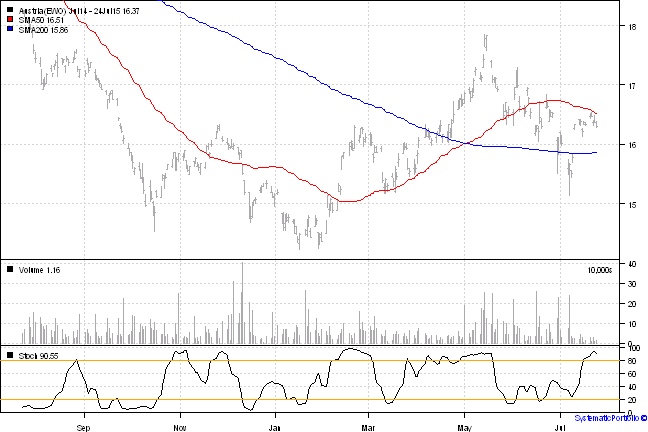 Austria(EWO) Jul14 - 24Jul15 16.37
SMA50 16.51
SMA200 15.86
18
17
16
15
Volume 1.16
10,000s
40
30
20
10
0
Stoch 90.55
100
80
60
40
20
0
Sep Nov Jan Mar May Jul
SystematicPortfolio ©